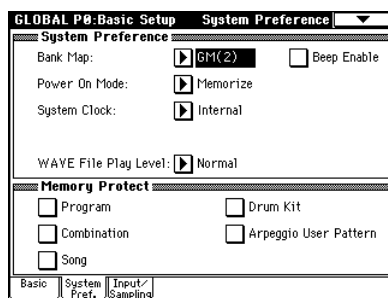 GLOBAL P0:Basic Setup System Preference
System Preference
Bank Map: GM(2) Beep Enable
Power On Mode: Memorize
System Clock: Internal
WAVE File Play Level: Normal
Memory Protect
Program Drum Kit
Combination Arpeggio User Pattern
Song
Basic System Pref. Input/Sampling